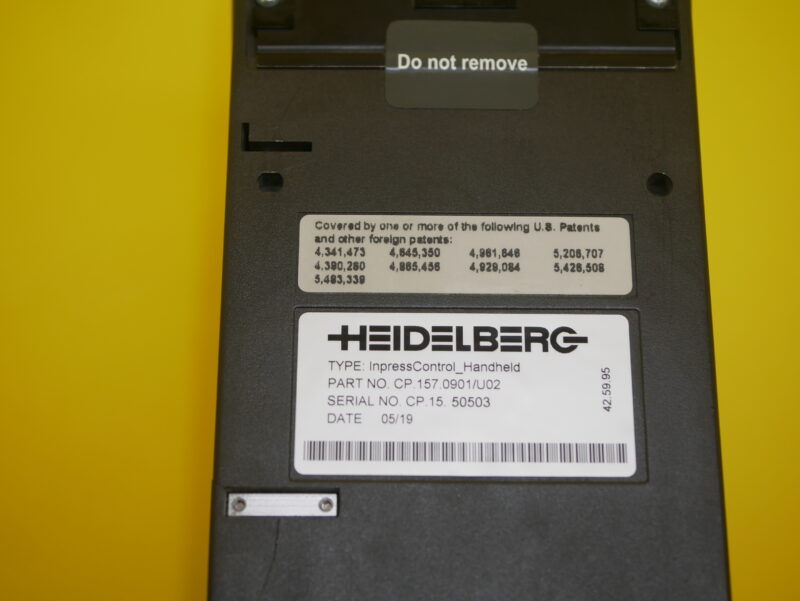 Do not remove
Covered by one or more of the following U.S. Patents
and other foreign patents:
4,341,473 4,645,350 4,961,646 5,206,707
4,390,280 4,865,456 4,929,084 5,426,508
5,483,339
HEIDELBERG
TYPE: InpressControl_Handheld
PART NO. CP.157.0901/U02
SERIAL NO. CP.15. 50503
DATE 05/19
42.59.95